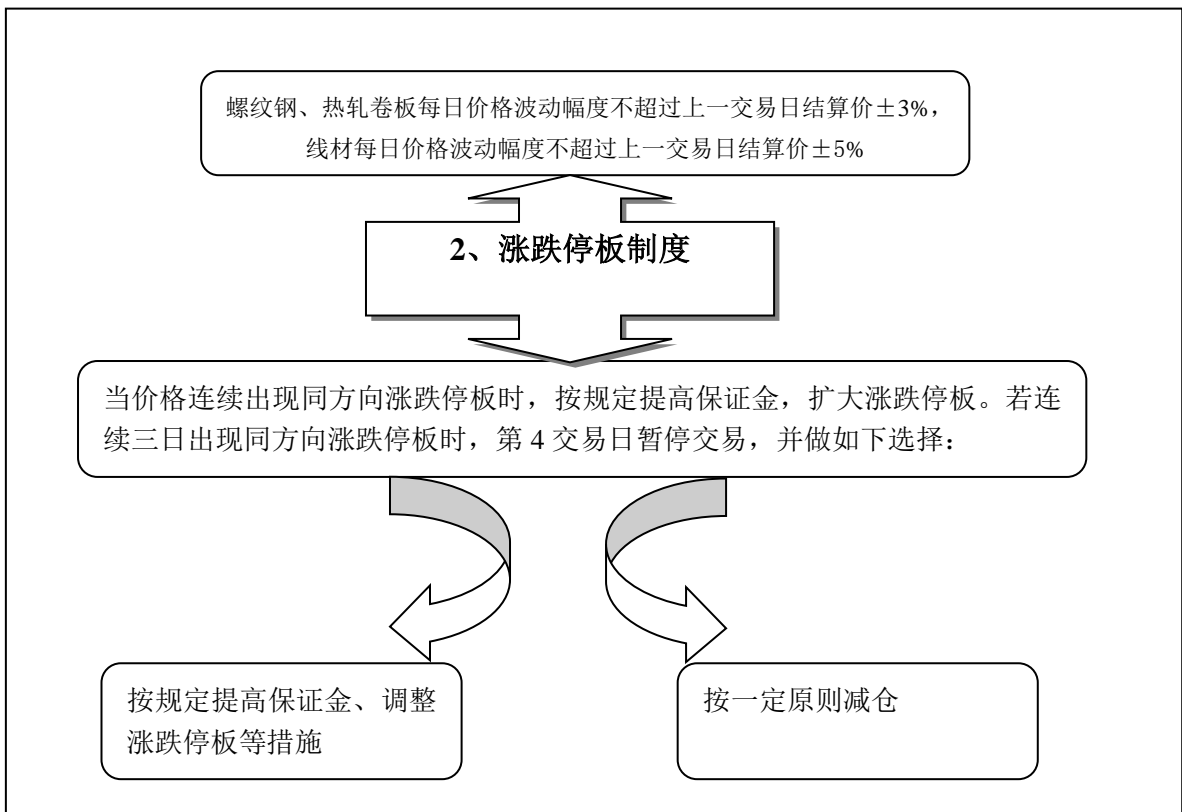 螺纹钢、热轧卷板每日价格波动幅度不超过上一交易日结算价±3%，
线材每日价格波动幅度不超过上一交易日结算价±5%
2、涨跌停板制度
当价格连续出现同方向涨跌停板时，按规定提高保证金，扩大涨跌停板。若连
续三日出现同方向涨跌停板时，第 4 交易日暂停交易，并做如下选择：
按规定提高保证金、调整
涨跌停板等措施
按一定原则减仓